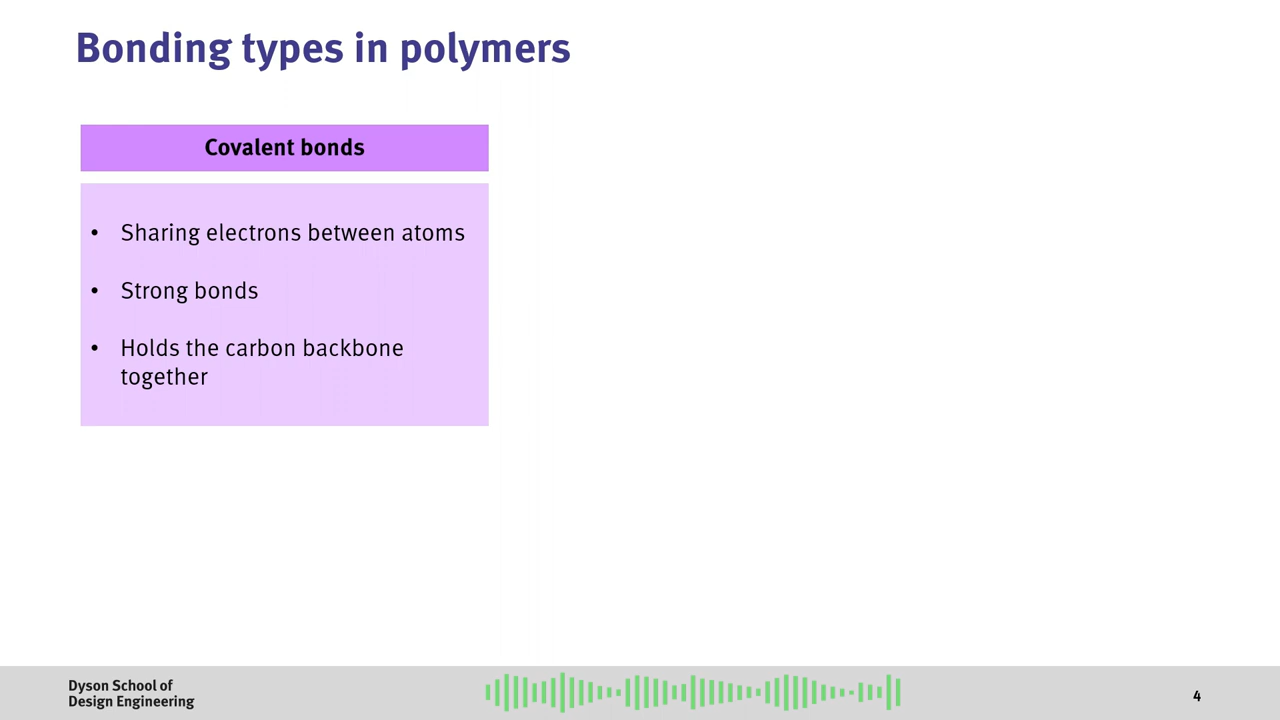 Bonding types in polymers
Covalent bonds
• Sharing electrons between atoms
• Strong bonds
• Holds the carbon backbone
together
Dyson School of
Design Engineering
4